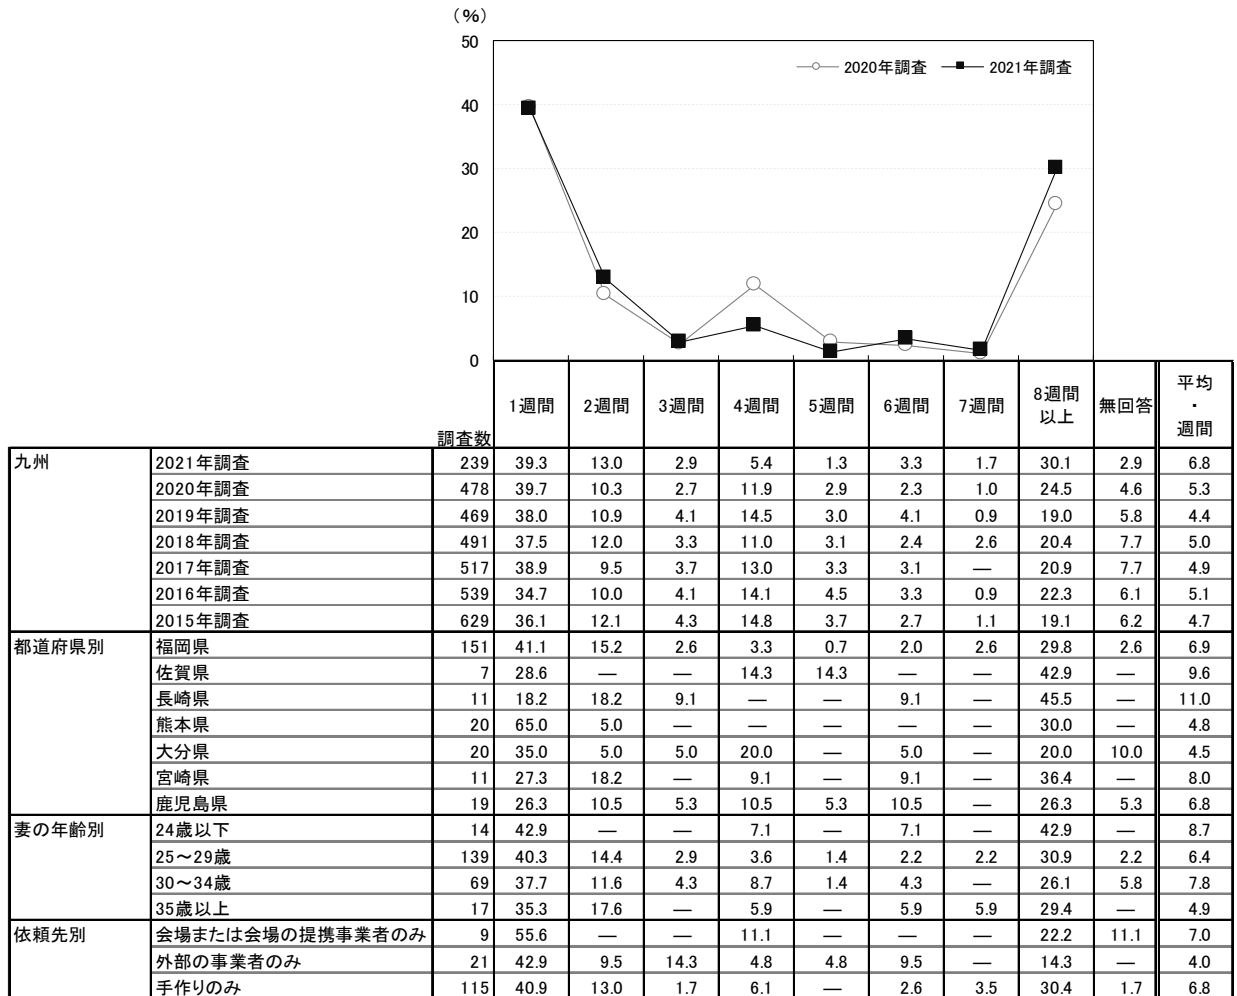 （％）
50
40
30
20
10
0
2020年調査 2021年調査
調査数 1週間 2週間 3週間 4週間 5週間 6週間 7週間 8週間以上 無回答 平均・週間
九州 2021年調査 239 39.3 13.0 2.9 5.4 1.3 3.3 1.7 30.1 2.9 6.8
2020年調査 478 39.7 10.3 2.7 11.9 2.9 2.3 1.0 24.5 4.6 5.3
2019年調査 469 38.0 10.9 4.1 14.5 3.0 4.1 0.9 19.0 5.8 4.4
2018年調査 491 37.5 12.0 3.3 11.0 3.1 2.4 2.6 20.4 7.7 5.0
2017年調査 517 38.9 9.5 3.7 13.0 3.3 3.1 ― 20.9 7.7 4.9
2016年調査 539 34.7 10.0 4.1 14.1 4.5 3.3 0.9 22.3 6.1 5.1
2015年調査 629 36.1 12.1 4.3 14.8 3.7 2.7 1.1 19.1 6.2 4.7
都道府県別 福岡県 151 41.1 15.2 2.6 3.3 0.7 2.0 2.6 29.8 2.6 6.9
佐賀県 7 28.6 ― ― 14.3 14.3 ― ― 42.9 ― 9.6
長崎県 11 18.2 18.2 9.1 ― ― 9.1 ― 45.5 ― 11.0
熊本県 20 65.0 5.0 ― ― ― ― ― 30.0 ― 4.8
大分県 20 35.0 5.0 5.0 20.0 ― 5.0 ― 20.0 10.0 4.5
宮崎県 11 27.3 18.2 ― 9.1 ― 9.1 ― 36.4 ― 8.0
鹿児島県 19 26.3 10.5 5.3 10.5 5.3 10.5 ― 26.3 5.3 6.8
妻の年齢別 24歳以下 14 42.9 ― ― 7.1 ― 7.1 ― 42.9 ― 8.7
25～29歳 139 40.3 14.4 2.9 3.6 1.4 2.2 2.2 30.9 2.2 6.4
30～34歳 69 37.7 11.6 4.3 8.7 1.4 4.3 ― 26.1 5.8 7.8
35歳以上 17 35.3 17.6 ― 5.9 ― 5.9 5.9 29.4 ― 4.9
依頼先別 会場または会場の提携事業者のみ 9 55.6 ― ― 11.1 ― ― ― 22.2 11.1 7.0
外部の事業者のみ 21 42.9 9.5 14.3 4.8 4.8 9.5 ― 14.3 ― 4.0
手作りのみ 115 40.9 13.0 1.7 6.1 ― 2.6 3.5 30.4 1.7 6.8